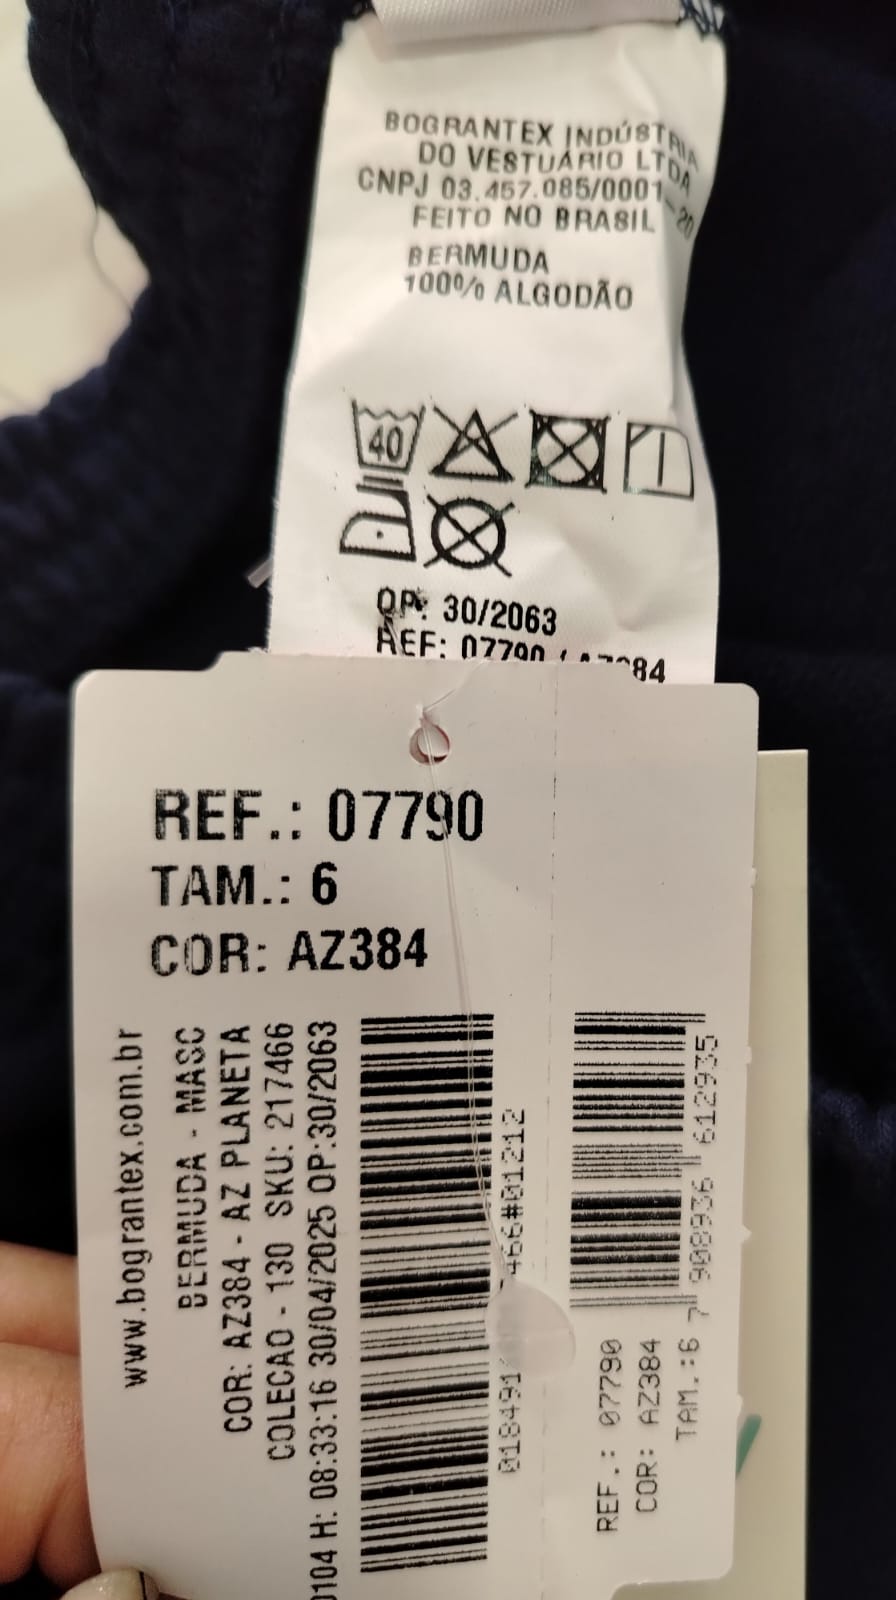 BOGRANTEX INDÚSTRIA
DO VESTUÁRIO LTDA
CNPJ 03.457.085/0001-20
FEITO NO BRASIL
BERMUDA
100% ALGODÃO
40
OP: 30/2063
REF: 07790 /
REF.: 07790
TAM.: 6
COR: AZ384
www.bograntex.com.br
BERMUDA - MASC
COR: AZ384 - AZ PLANETA
COLECAO - 130 SKU: 217466
H: 08:33:16 30/04/2025 OP:30/2063
7 908936 612935
REF.: 07790
COR: AZ384
TAM.:6